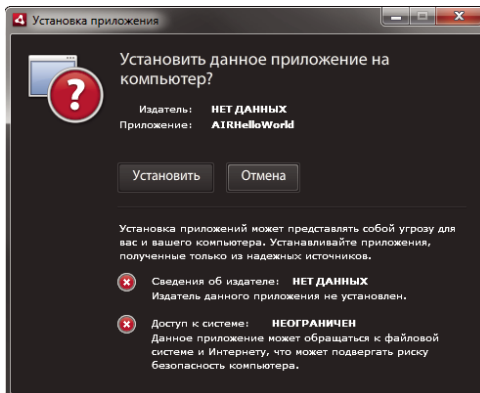 Установка приложения
Установить данное приложение на
компьютер?
Издатель: НЕТ ДАННЫХ
Приложение: AIRHelloWorld
Установить Отмена
Установка приложений может представлять собой угрозу для
вас и вашего компьютера. Устанавливайте приложения,
полученные только из надежных источников.
Сведения об издателе: НЕТ ДАННЫХ
Издатель данного приложения не установлен.
Доступ к системе: НЕОГРАНИЧЕН
Данное приложение может обращаться к файловой
системе и Интернету, что может подвергать риску
безопасность компьютера.